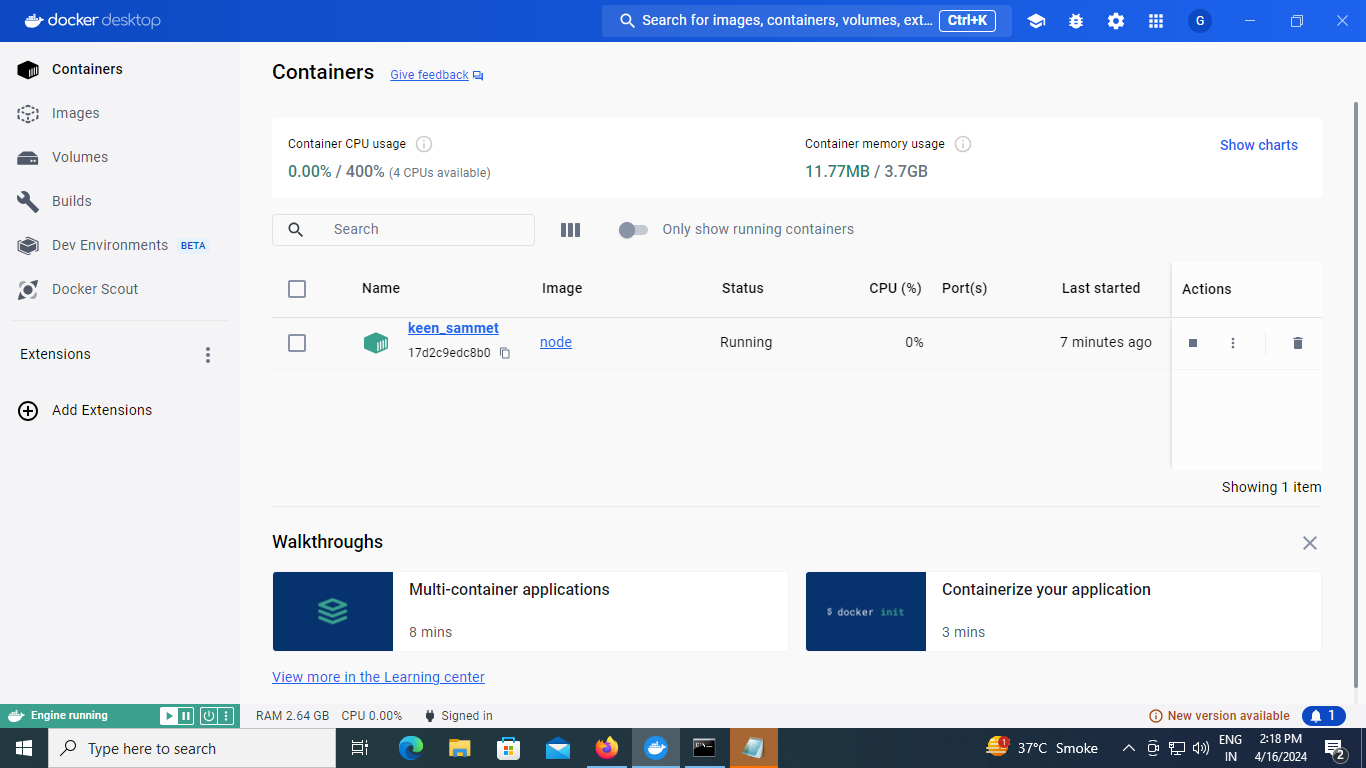 docker desktop
Search for images, containers, volumes, ext... Ctrl+K
G
Containers
Images
Volumes
Builds
Dev Environments BETA
Docker Scout
Extensions
Add Extensions
Containers Give feedback
Container CPU usage
0.00% / 400% (4 CPUs available)
Container memory usage
11.77MB / 3.7GB
Show charts
Search
Only show running containers
Name Image Status CPU (%) Port(s) Last started Actions
keen_sammet
17d2c9edc8b0
node Running 0% 7 minutes ago
Showing 1 item
Walkthroughs
Multi-container applications
8 mins
$ docker init
Containerize your application
3 mins
View more in the Learning center
Engine running
RAM 2.64 GB CPU 0.00% Signed in
New version available 1
Type here to search
1
37°C Smoke
ENG
IN
2:18 PM
4/16/2024
2